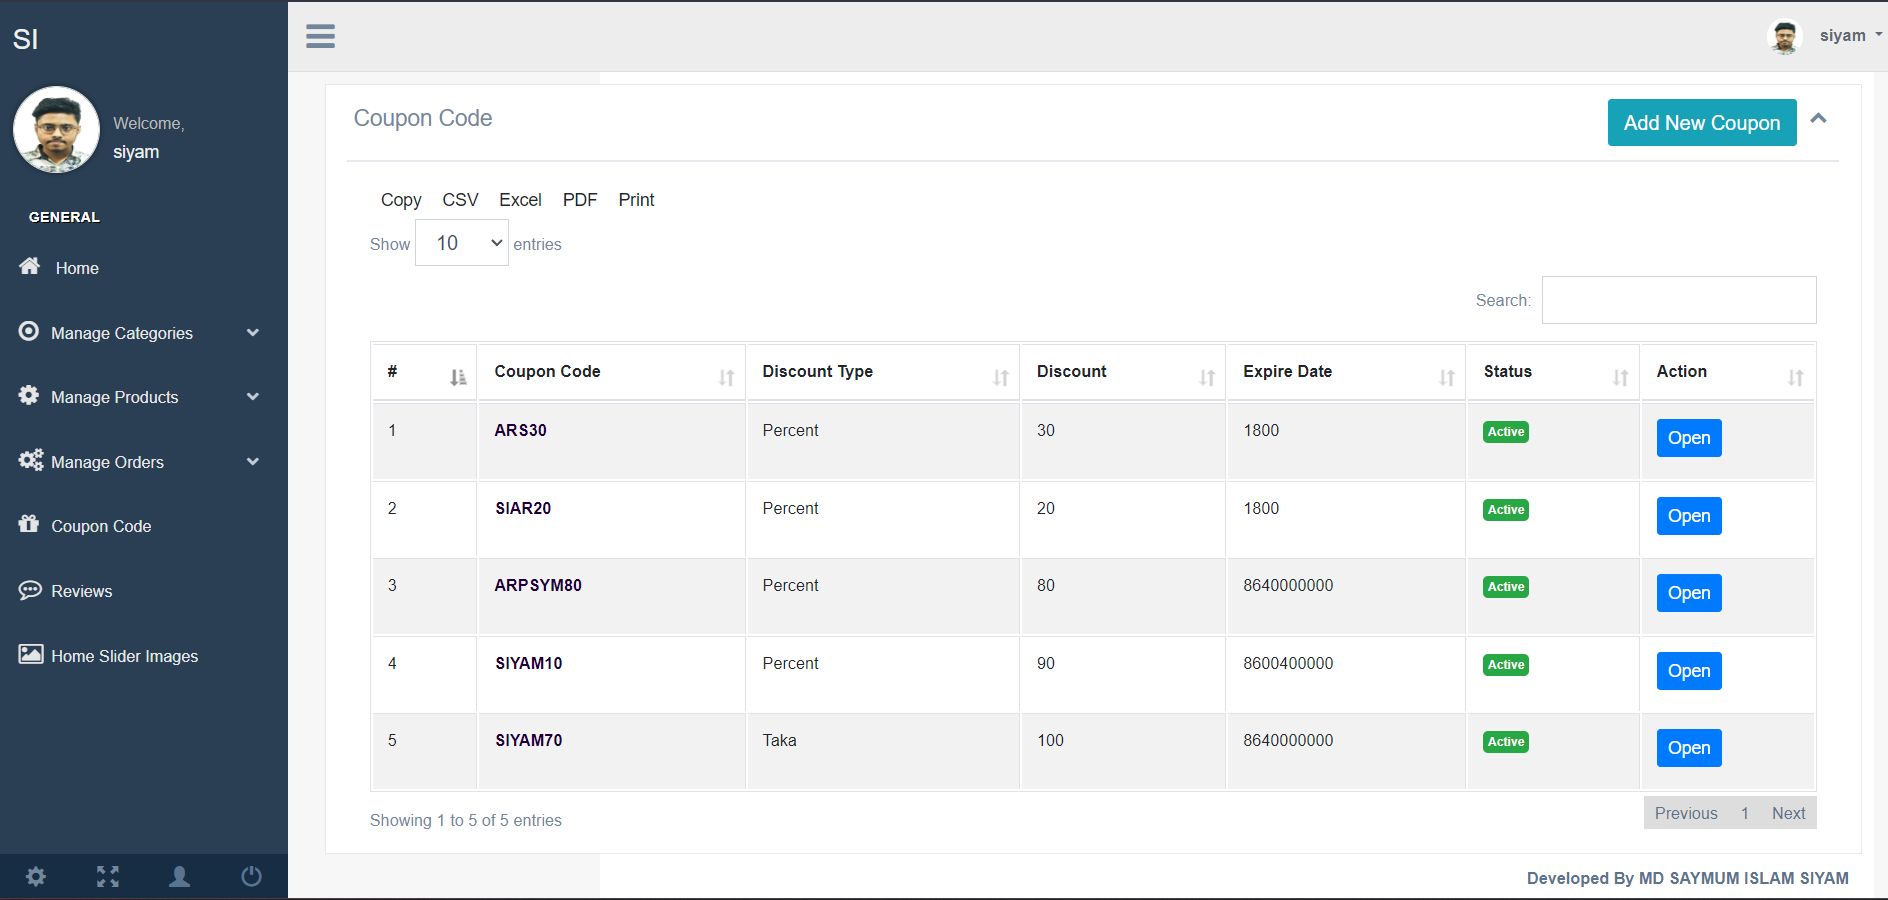 SI
siyam
Welcome,
siyam
GENERAL
Home
Manage Categories
Manage Products
Manage Orders
Coupon Code
Reviews
Home Slider Images
Coupon Code
Add New Coupon
Copy CSV Excel PDF Print
Show 10 entries
Search:
# Coupon Code Discount Type Discount Expire Date Status Action
1 ARS30 Percent 30 1800 Active Open
2 SIAR20 Percent 20 1800 Active Open
3 ARPSYM80 Percent 80 8640000000 Active Open
4 SIYAM10 Percent 90 8600400000 Active Open
5 SIYAM70 Taka 100 8640000000 Active Open
Showing 1 to 5 of 5 entries
Previous 1 Next
Developed By MD SAYMUM ISLAM SIYAM